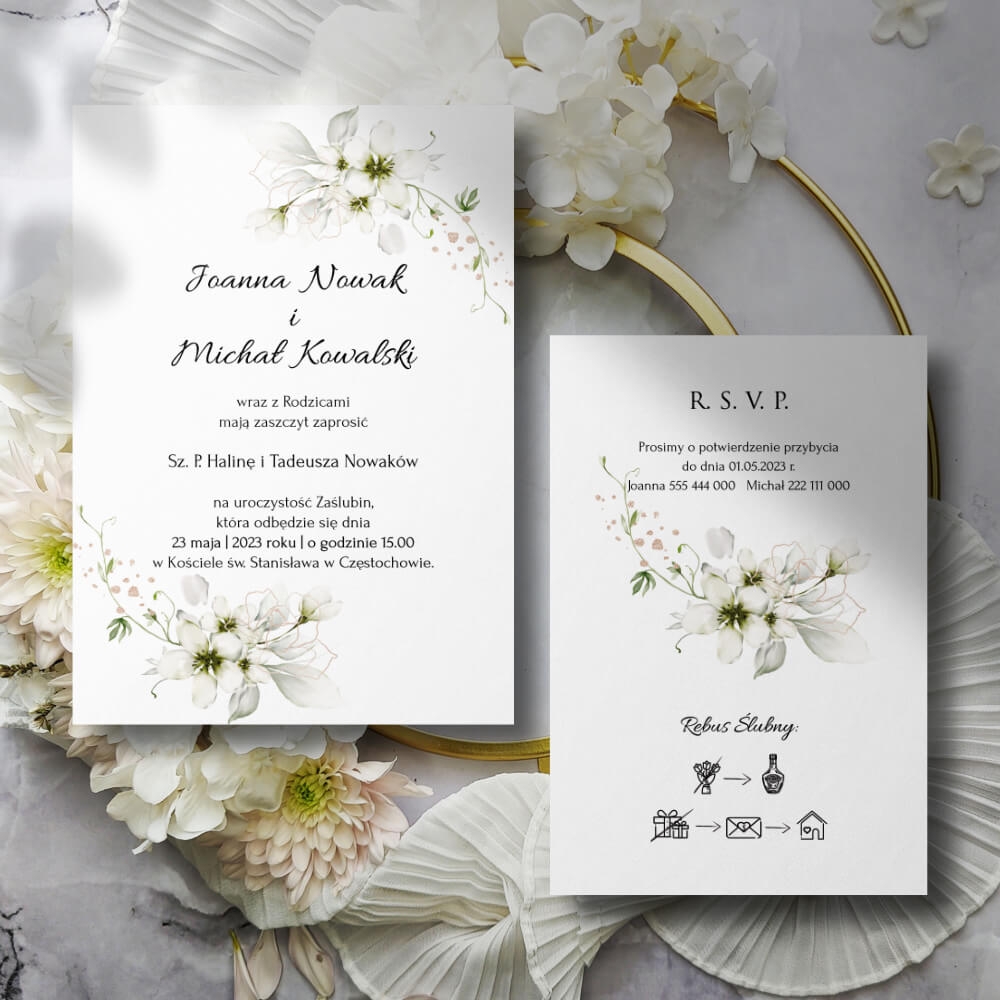 Joanna Nowak
i
Michał Kowalski
wraz z Rodzicami
mają zaszczyt zaprosić
Sz. P. Halinę i Tadeusza Nowaków
na uroczystość Zaślubin,
która odbędzie się dnia
23 maja | 2023 roku | o godzinie 15.00
w Kościele św. Stanisława w Częstochowie.
R. S. V. P.
Prosimy o potwierdzenie przybycia
do dnia 01.05.2023 r.
Joanna 555 444 000 Michał 222 111 000
Rebus Ślubny: